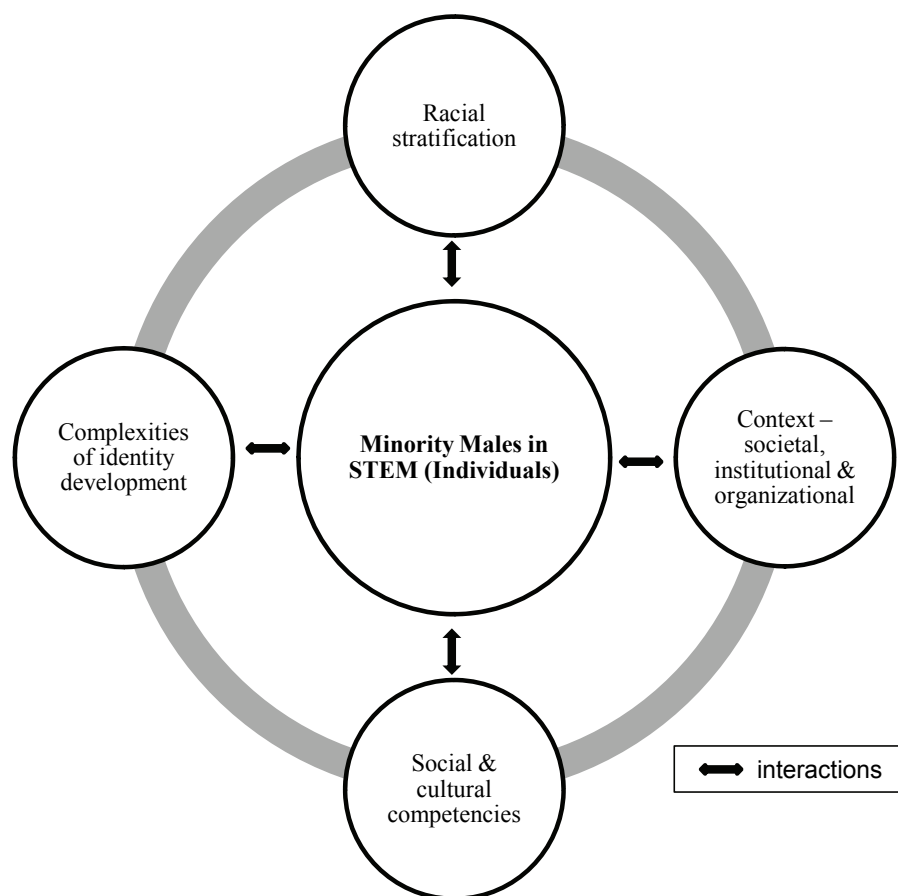 Racial
stratification
Complexities
of identity
development
Minority Males in
STEM (Individuals)
Context –
societal,
institutional &
organizational
Social &
cultural
competencies
interactions